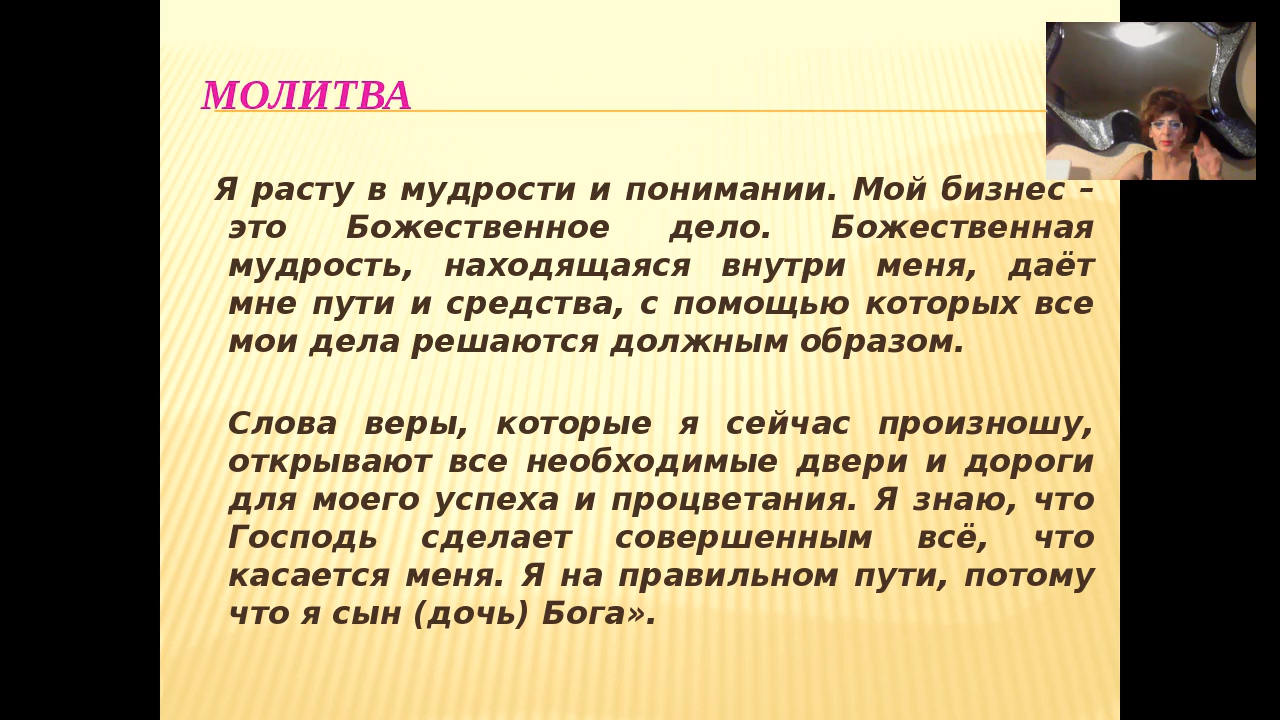 МОЛИТВА
Я расту в мудрости и понимании. Мой бизнес –
это Божественное дело. Божественная
мудрость, находящаяся внутри меня, даёт
мне пути и средства, с помощью которых все
мои дела решаются должным образом.
Слова веры, которые я сейчас произношу,
открывают все необходимые двери и дороги
для моего успеха и процветания. Я знаю, что
Господь сделает совершенным всё, что
касается меня. Я на правильном пути, потому
что я сын (дочь) Бога».